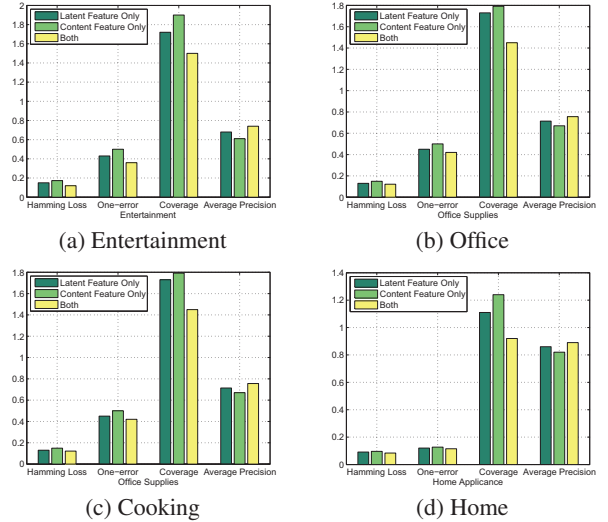 2
1.8
1.6
1.4
1.2
1
0.8
0.6
0.4
0.2
0
Latent Feature Only
Content Feature Only
Both
Hamming Loss One−error Coverage Average Precision
Entertainment
(a) Entertainment
1.8
1.6
1.4
1.2
1
0.8
0.6
0.4
0.2
0
Latent Feature Only
Content Feature Only
Both
Hamming Loss One−error Coverage Average Precision
Office Supplies
(b) Office
1.8
1.6
1.4
1.2
1
0.8
0.6
0.4
0.2
0
Latent Feature Only
Content Feature Only
Both
Hamming Loss One−error Coverage Average Precision
Office Supplies
(c) Cooking
1.4
1.2
1
0.8
0.6
0.4
0.2
0
Latent Feature Only
Content Feature Only
Both
Hamming Loss One−error Coverage Average Precision
Home Applicance
(d) Home